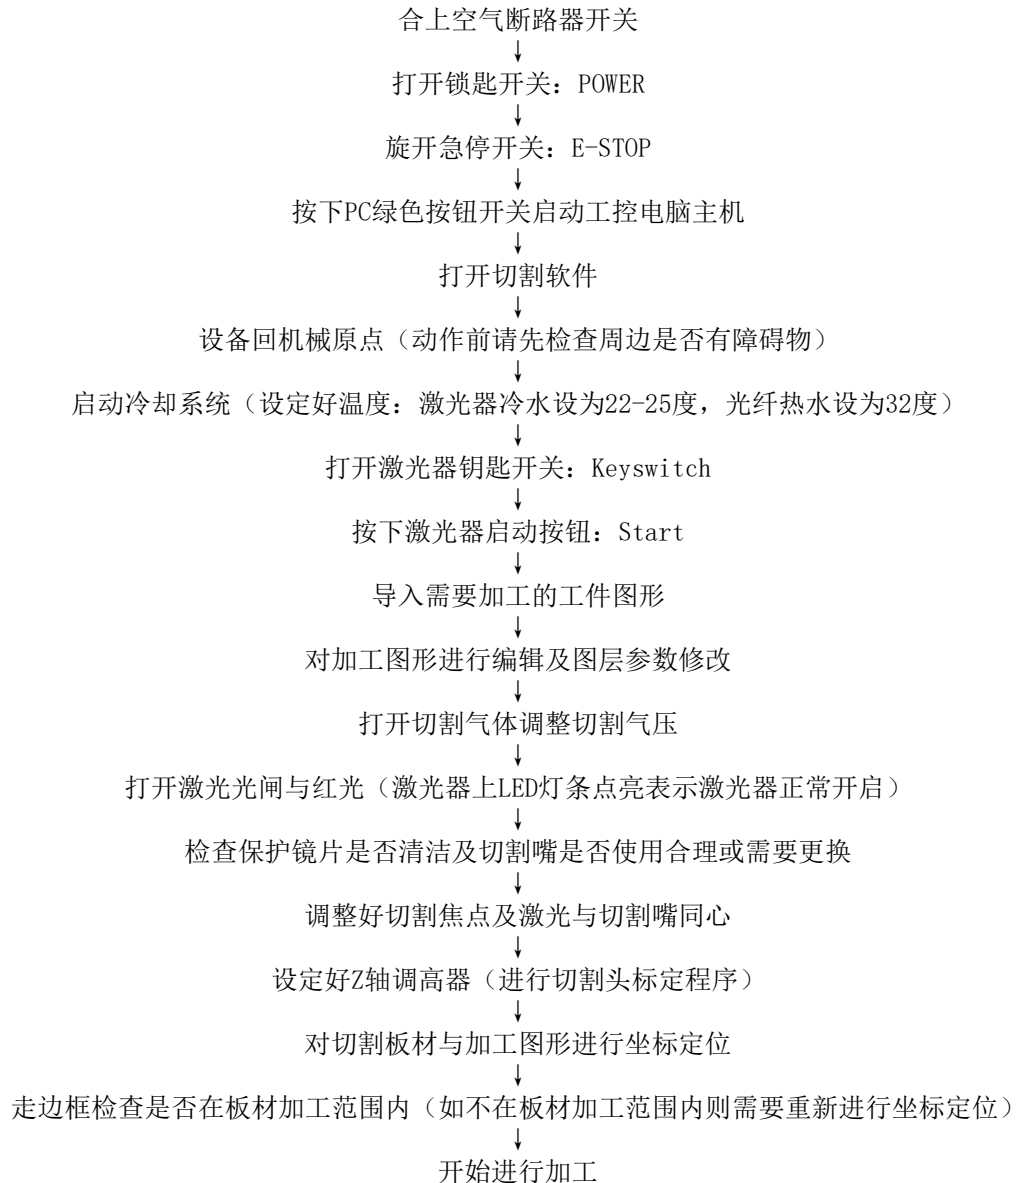 合上空气断路器开关
↓
打开锁匙开关：POWER
↓
旋开急停开关：E-STOP
↓
按下PC绿色按钮开关启动工控电脑主机
↓
打开切割软件
↓
设备回机械原点（动作前请先检查周边是否有障碍物）
↓
启动冷却系统（设定好温度：激光器冷水设为22-25度，光纤热水设为32度）
↓
打开激光器钥匙开关：Keyswitch
↓
按下激光器启动按钮：Start
↓
导入需要加工的工件图形
↓
对加工图形进行编辑及图层参数修改
↓
打开切割气体调整切割气压
↓
打开激光光闸与红光（激光器上LED灯条点亮表示激光器正常开启）
↓
检查保护镜片是否清洁及切割嘴是否使用合理或需要更换
↓
调整好切割焦点及激光与切割嘴同心
↓
设定好Z轴调高器（进行切割头标定程序）
↓
对切割板材与加工图形进行坐标定位
↓
走边框检查是否在板材加工范围内（如不在板材加工范围内则需要重新进行坐标定位）
↓
开始进行加工